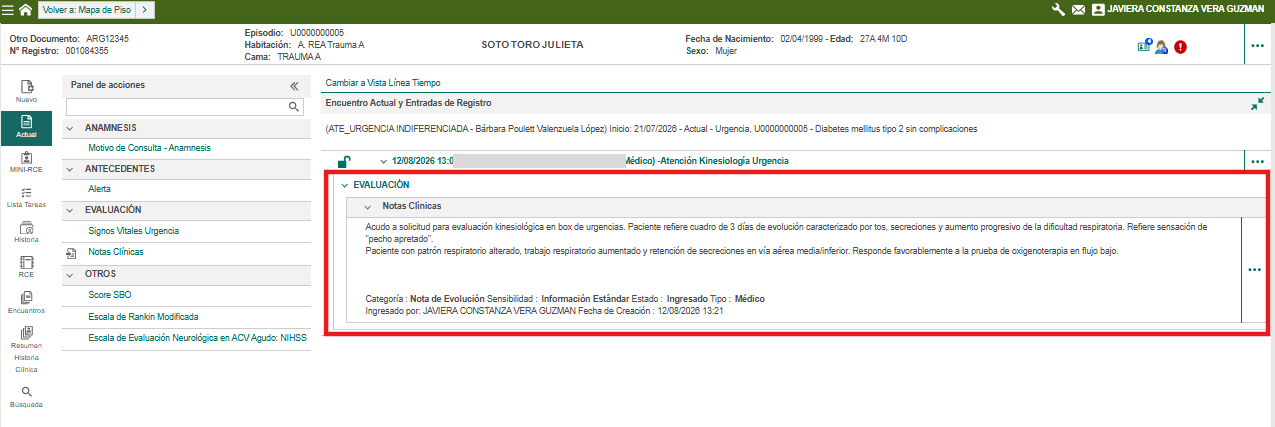 Volver a: Mapa de Piso
JAVIERA CONSTANZA VERA GUZMAN
Otro Documento: ARG12345
N° Registro: 001084355
Episodio: U0000000005
Habitación: A. REA Trauma A
Cama: TRAUMA A
SOTO TORO JULIETA
Fecha de Nacimiento: 02/04/1999 - Edad: 27A 4M 10D
Sexo: Mujer
Nuevo
Actual
MINI-RCE
Lista Tareas
Historia
RCE
Encuentros
Resumen
Historia
Clínica
Búsqueda
Panel de acciones
ANAMNESIS
Motivo de Consulta - Anamnesis
ANTECEDENTES
Alerta
EVALUACIÓN
Signos Vitales Urgencia
Notas Clínicas
OTROS
Score SBO
Escala de Rankin Modificada
Escala de Evaluación Neurológica en ACV Agudo: NIHSS
Cambiar a Vista Línea Tiempo
Encuentro Actual y Entradas de Registro
(ATE_URGENCIA INDIFERENCIADA - Bárbara Poulett Valenzuela López) Inicio: 21/07/2026 - Actual - Urgencia, U0000000005 - Diabetes mellitus tipo 2 sin complicaciones
12/08/2026 13:0 Médico) -Atención Kinesiología Urgencia
EVALUACIÓN
Notas Clínicas
Acudo a solicitud para evaluación kinesiológica en box de urgencias. Paciente refiere cuadro de 3 días de evolución caracterizado por tos, secreciones y aumento progresivo de la dificultad respiratoria. Refiere sensación de
"pecho apretado".
Paciente con patrón respiratorio alterado, trabajo respiratorio aumentado y retención de secreciones en vía aérea media/inferior. Responde favorablemente a la prueba de oxigenoterapia en flujo bajo.
Categoría : Nota de Evolución Sensibilidad : Información Estándar Estado : Ingresado Tipo : Médico
Ingresado por: JAVIERA CONSTANZA VERA GUZMAN Fecha de Creación : 12/08/2026 13:21